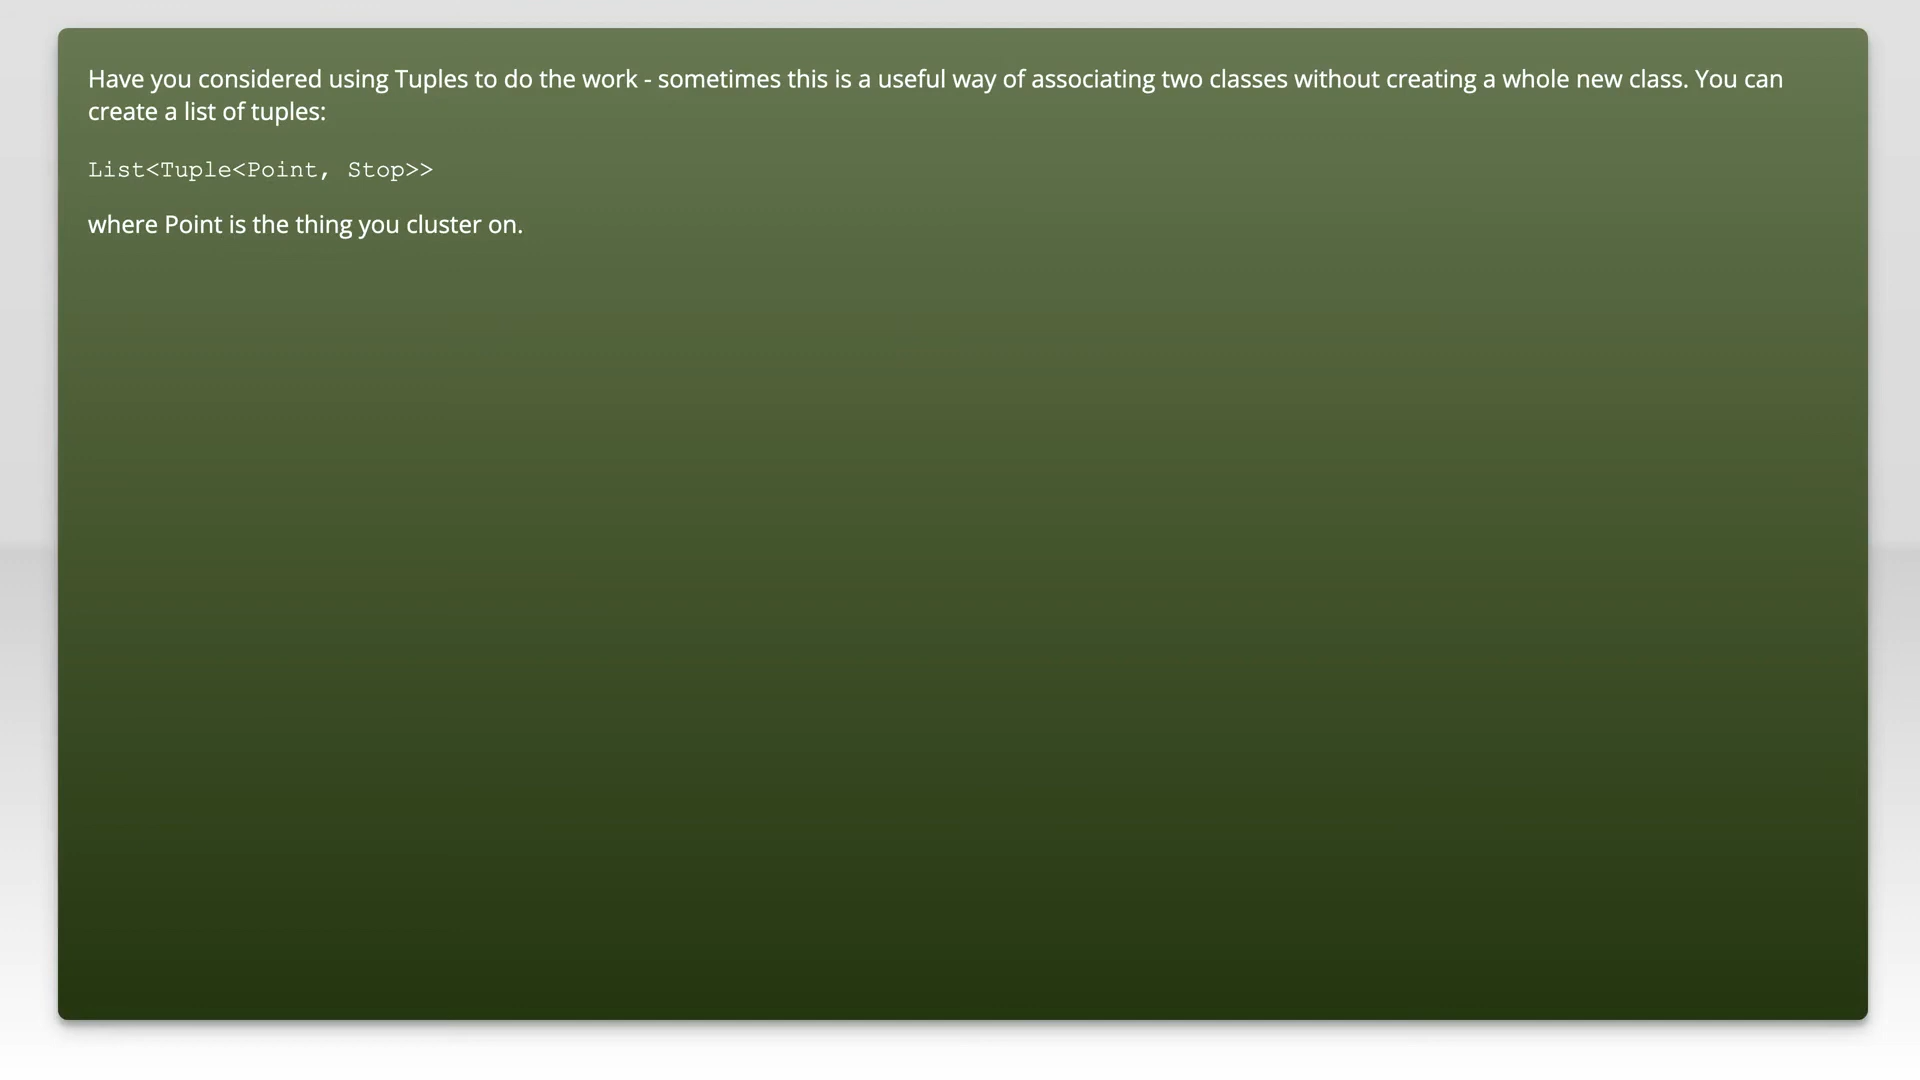 Have you considered using Tuples to do the work - sometimes this is a useful way of associating two classes without creating a whole new class. You can
create a list of tuples:
List<Tuple<Point, Stop>>
where Point is the thing you cluster on.